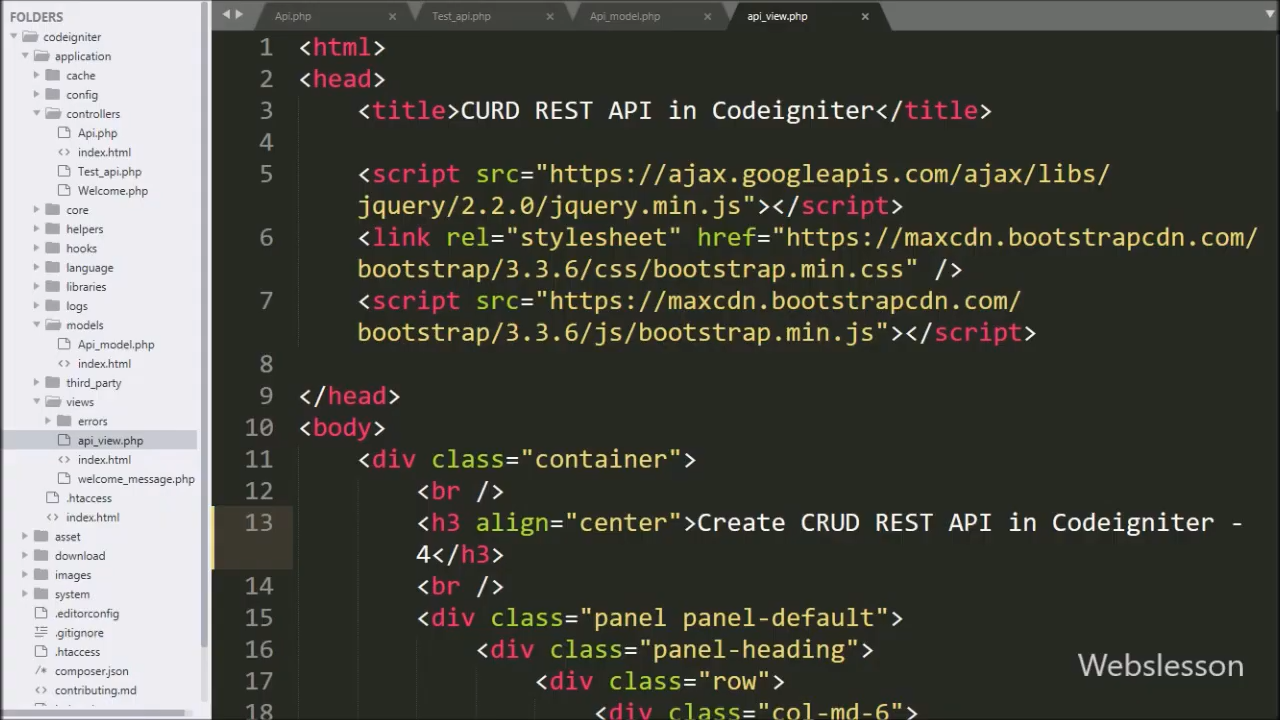 FOLDERS
codeigniter
application
cache
config
controllers
Api.php
<> index.html
Test_api.php
Welcome.php
core
helpers
hooks
language
libraries
logs
models
Api_model.php
<> index.html
third_party
views
errors
api_view.php
<> index.html
welcome_message.php
.htaccess
<> index.html
asset
download
images
system
.editorconfig
.gitignore
.htaccess
/* composer.json
contributing.md
Api.php
Test_api.php
Api_model.php
api_view.php
1 <html>
2 <head>
3 <title>CURD REST API in Codeigniter</title>
4
5 <script src="https://ajax.googleapis.com/ajax/libs/
jquery/2.2.0/jquery.min.js"></script>
6 <link rel="stylesheet" href="https://maxcdn.bootstrapcdn.com/
bootstrap/3.3.6/css/bootstrap.min.css" />
7 <script src="https://maxcdn.bootstrapcdn.com/
bootstrap/3.3.6/js/bootstrap.min.js"></script>
8
9 </head>
10 <body>
11 <div class="container">
12 <br />
13 <h3 align="center">Create CRUD REST API in Codeigniter -
4</h3>
14 <br />
15 <div class="panel panel-default">
16 <div class="panel-heading">
17 <div class="row">
18 <div class="col-md-6">
Webslesson